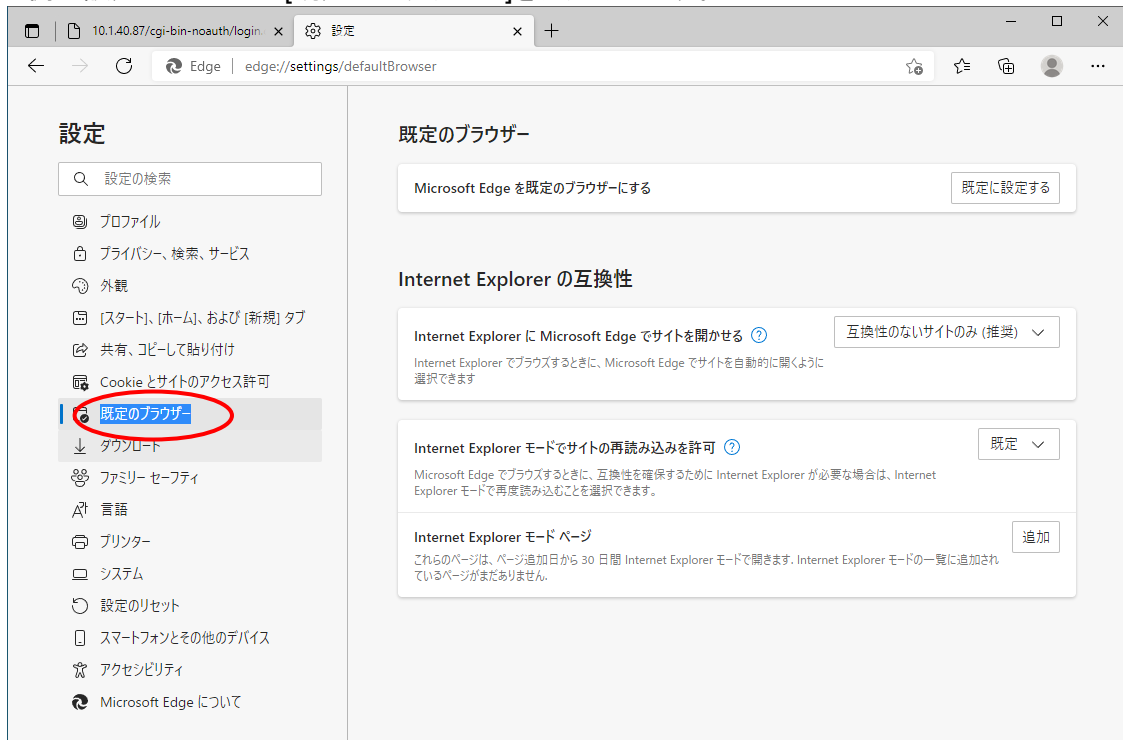 10.1.40.87/cgi-bin-noauth/login.
設定
Edge
edge://settings/defaultBrowser
設定
設定の検索
プロファイル
プライバシー、検索、サービス
外観
[スタート]、[ホーム]、および [新規] タブ
共有、コピーして貼り付け
Cookie とサイトのアクセス許可
既定のブラウザー
ダウンロード
ファミリー セーフティ
言語
プリンター
システム
設定のリセット
スマートフォンとその他のデバイス
アクセシビリティ
Microsoft Edge について
既定のブラウザー
Microsoft Edge を既定のブラウザーにする
既定に設定する
Internet Explorer の互換性
Internet Explorer に Microsoft Edge でサイトを開かせる
互換性のないサイトのみ (推奨)
Internet Explorer でブラウズするときに、Microsoft Edge でサイトを自動的に開くように
選択できます
Internet Explorer モードでサイトの再読み込みを許可
既定
Microsoft Edge でブラウズするときに、互換性を確保するために Internet Explorer が必要な場合は、Internet
Explorer モードで再度読み込むことを選択できます。
Internet Explorer モード ページ
追加
これらのページは、ページ追加日から 30 日間 Internet Explorer モードで開きます. Internet Explorer モードの一覧に追加され
ているページがまだありません.